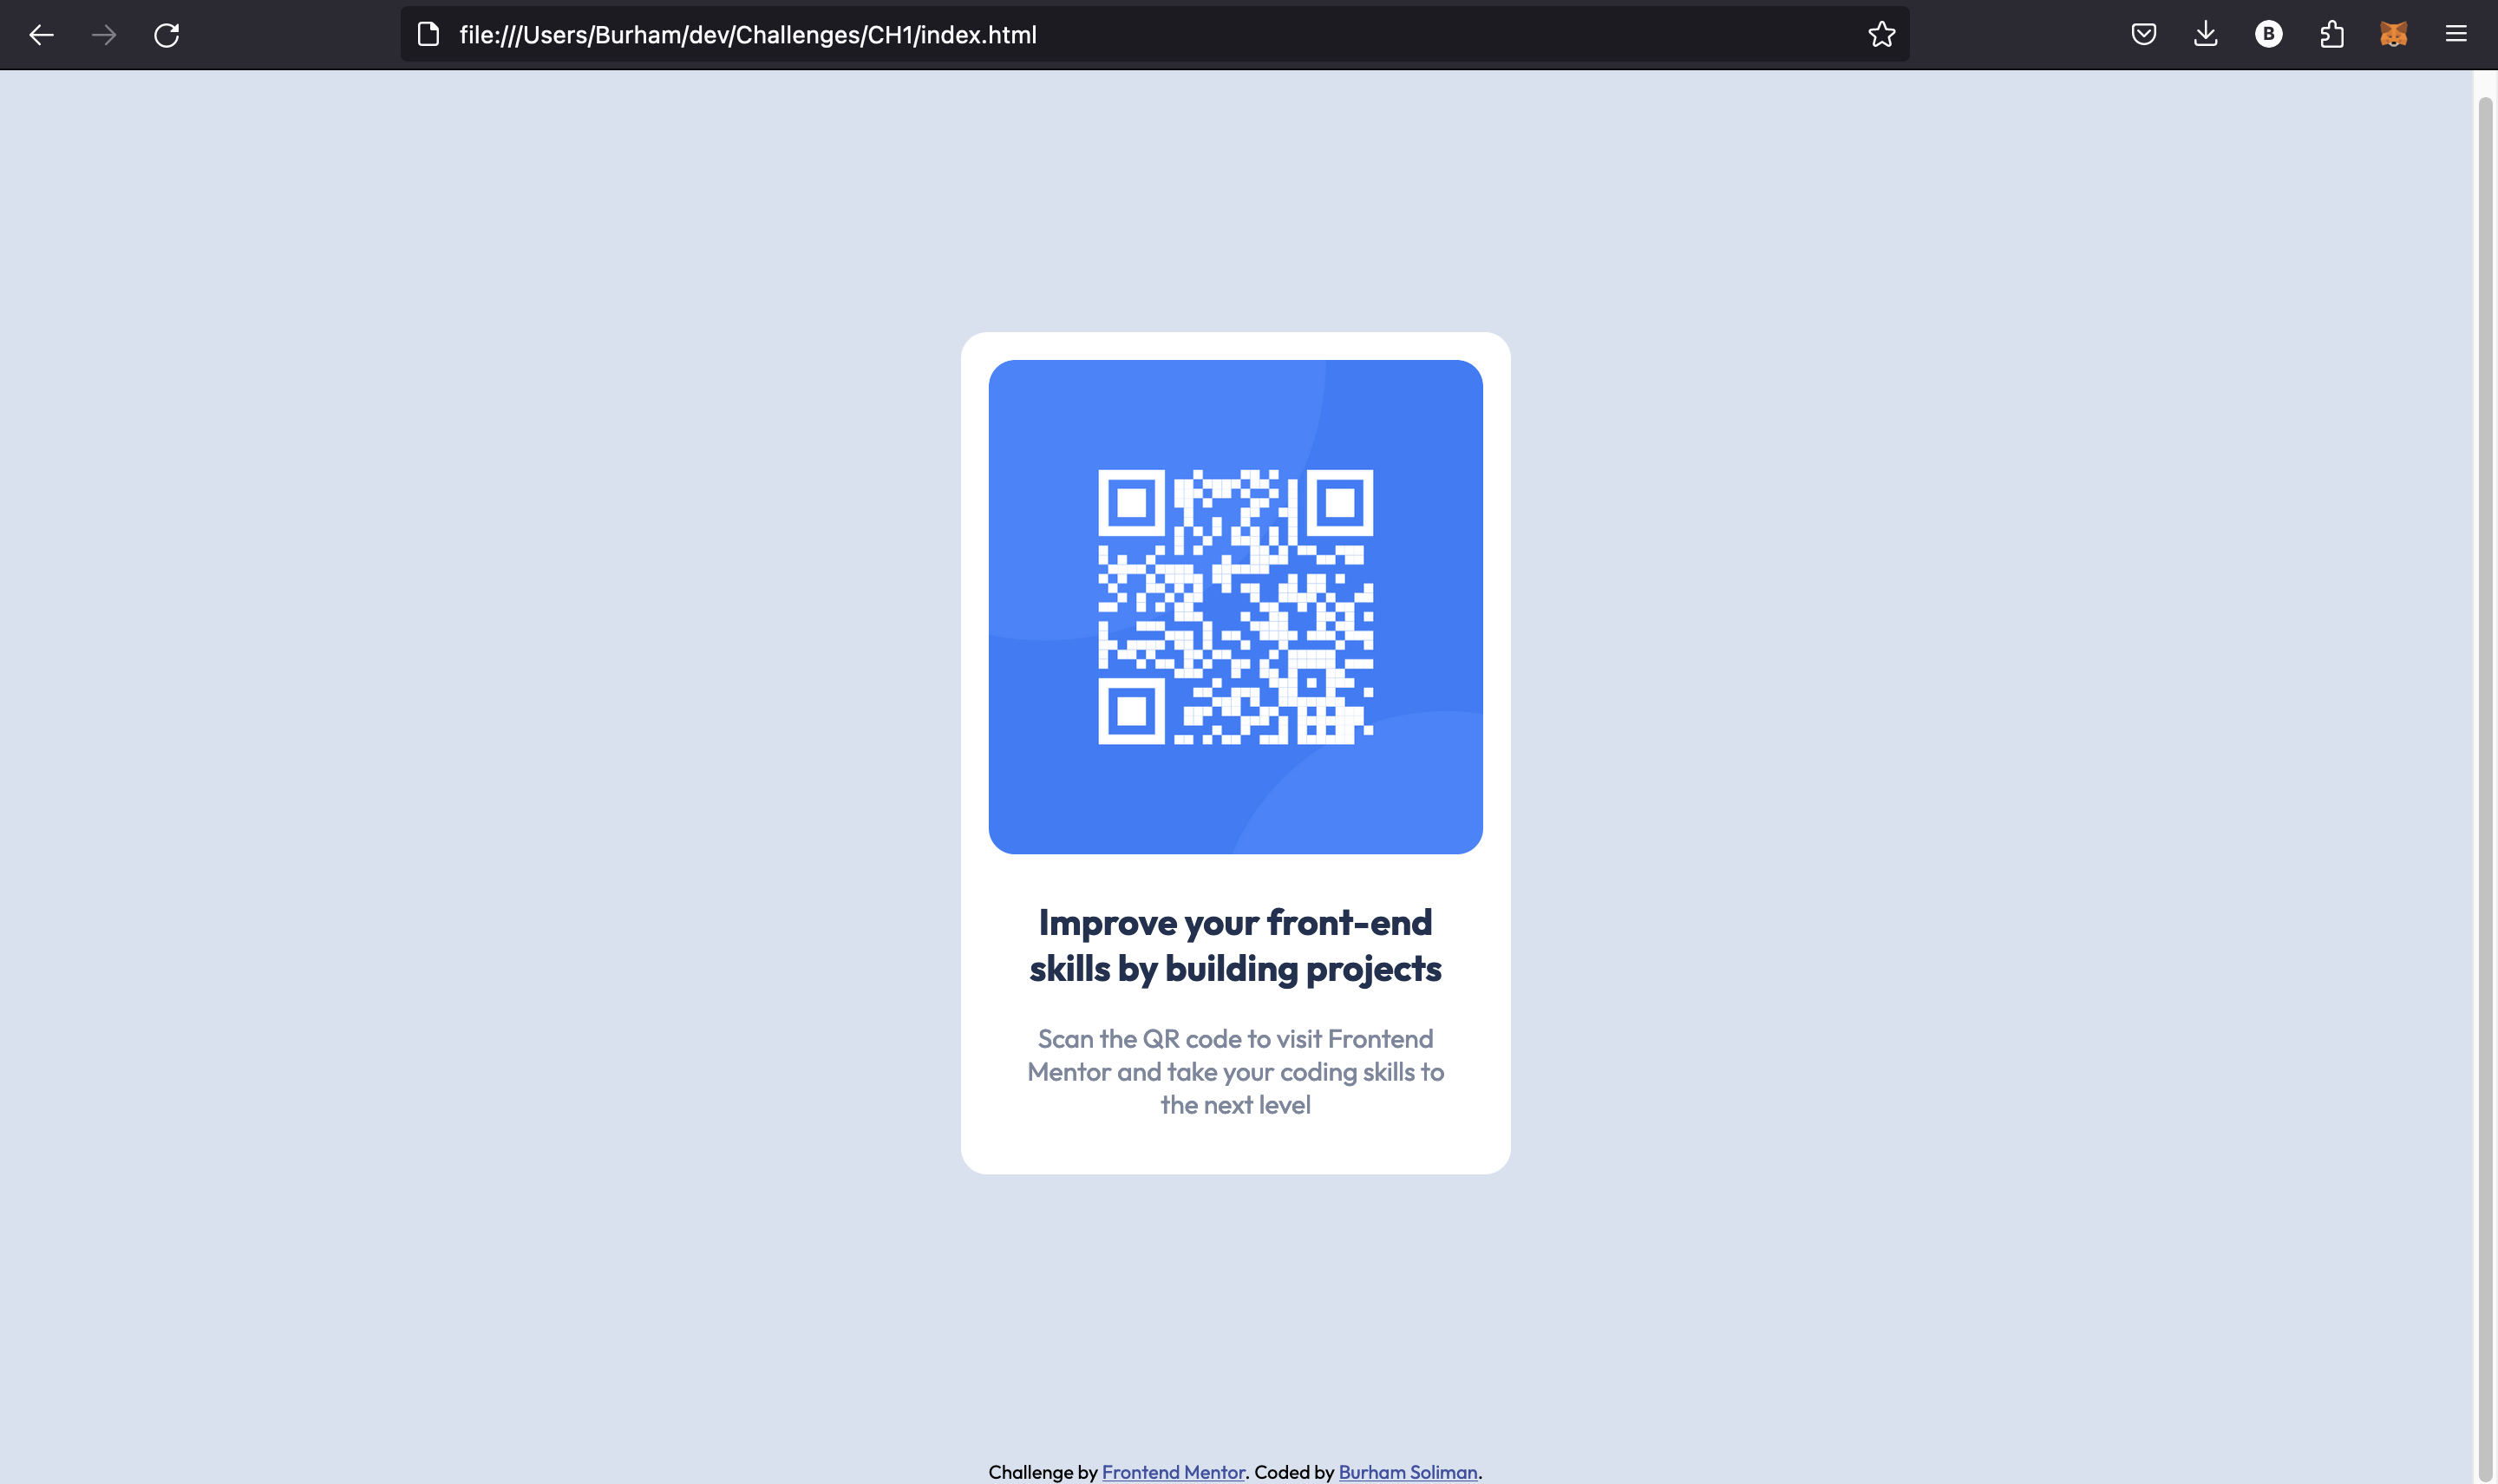 file:///Users/Burham/dev/Challenges/CH1/index.html
B
Improve your front-end
skills by building projects
Scan the QR code to visit Frontend
Mentor and take your coding skills to
the next level
Challenge by Frontend Mentor. Coded by Burham Soliman.